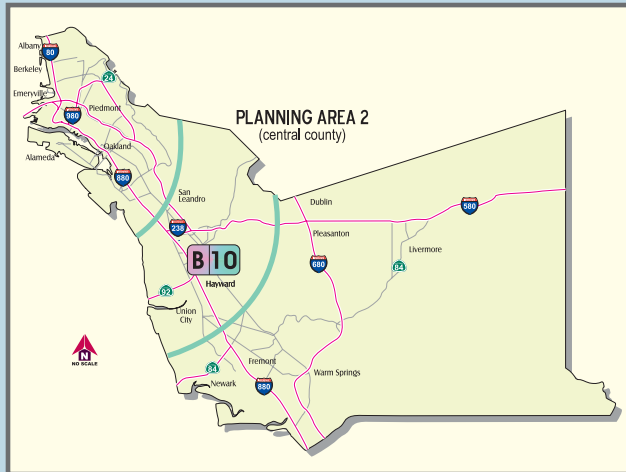 PLANNING AREA 2
(central county)
Albany
80
Berkeley
24
Emeryville
Piedmont
980
Oakland
Alameda
880
San
Leandro
Dublin
580
238
Pleasanton
Livermore
B 10
680
84
Hayward
92
Union
City
N
NO SCALE
Fremont
84
Warm Springs
Newark
880